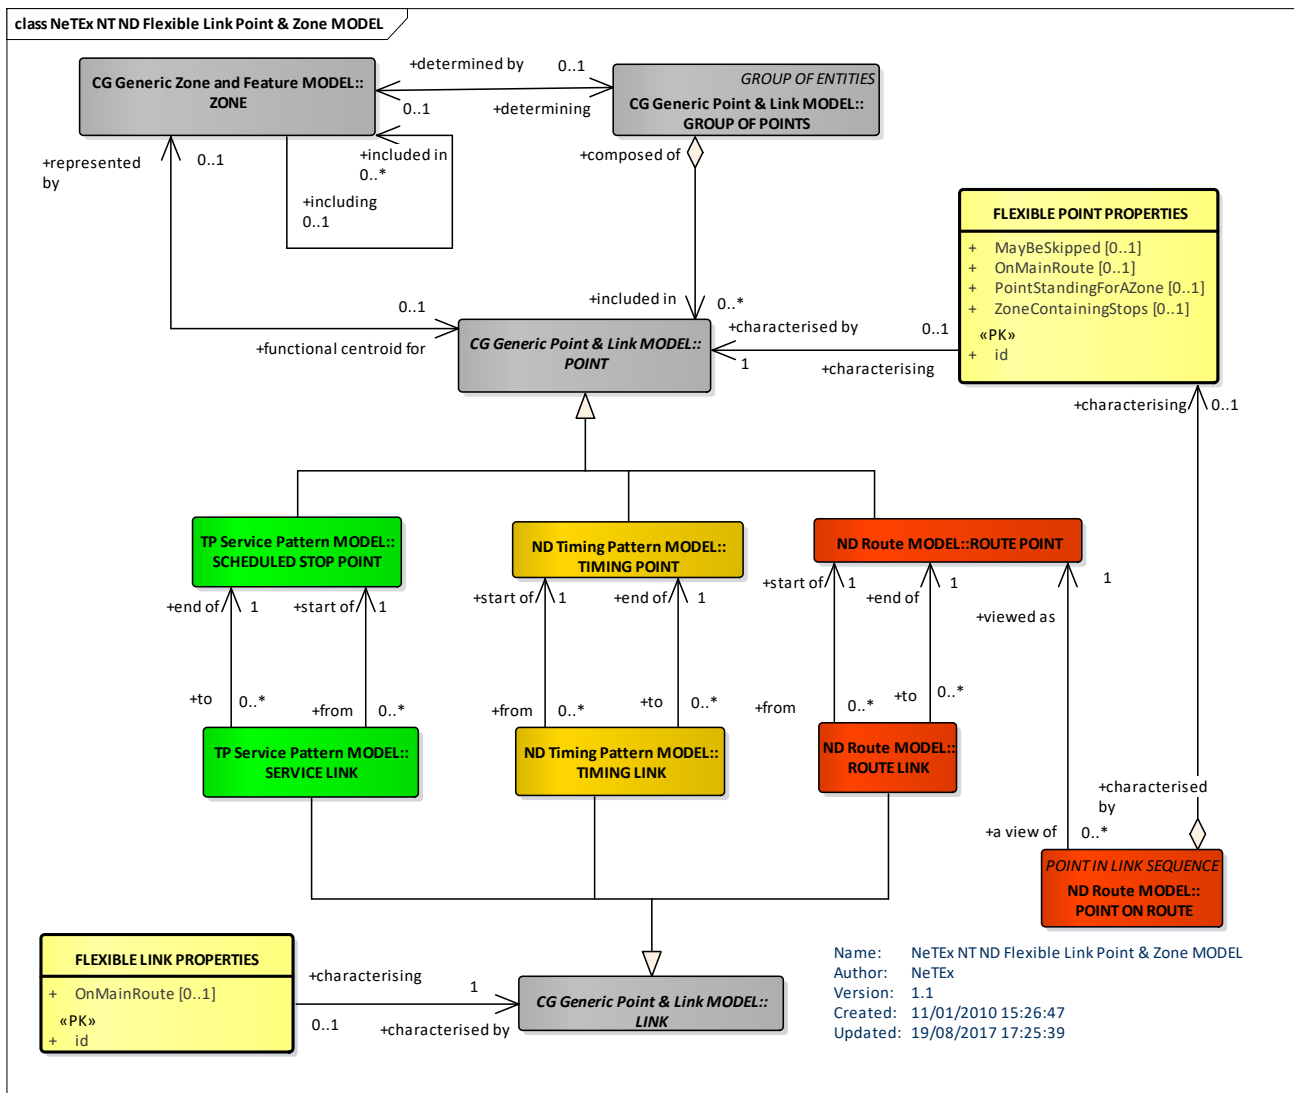 class NeTEx NT ND Flexible Link Point & Zone MODEL
CG Generic Zone and Feature MODEL::
ZONE
+determined by
0..1
0..1
+determining
GROUP OF ENTITIES
CG Generic Point & Link MODEL::
GROUP OF POINTS
+represented
by
0..1
+included in
0..*
+including
0..1
+composed of
+included in
0..*
0..1
+functional centroid for
FLEXIBLE POINT PROPERTIES
+ MayBeSkipped [0..1]
+ OnMainRoute [0..1]
+ PointStandingForAZone [0..1]
+ ZoneContainingStops [0..1]
«PK»
+ id
CG Generic Point & Link MODEL::
POINT
+characterised by
0..1
1
+characterising
+characterising
0..1
TP Service Pattern MODEL::
SCHEDULED STOP POINT
ND Timing Pattern MODEL::
TIMING POINT
ND Route MODEL::ROUTE POINT
+end of
1
+start of
1
+start of
1
+end of
1
+start of
1
+end of
1
+viewed as
1
+to
0..*
+from
0..*
+from
0..*
+to
0..*
+from
0..*
+to
0..*
TP Service Pattern MODEL::
SERVICE LINK
ND Timing Pattern MODEL::
TIMING LINK
ND Route MODEL::
ROUTE LINK
+characterised
by
+a view of
0..*
POINT IN LINK SEQUENCE
ND Route MODEL::
POINT ON ROUTE
FLEXIBLE LINK PROPERTIES
+ OnMainRoute [0..1]
«PK»
+ id
+characterising
1
0..1
+characterised by
CG Generic Point & Link MODEL::
LINK
Name: NeTEx NT ND Flexible Link Point & Zone MODEL
Author: NeTEx
Version: 1.1
Created: 11/01/2010 15:26:47
Updated: 19/08/2017 17:25:39